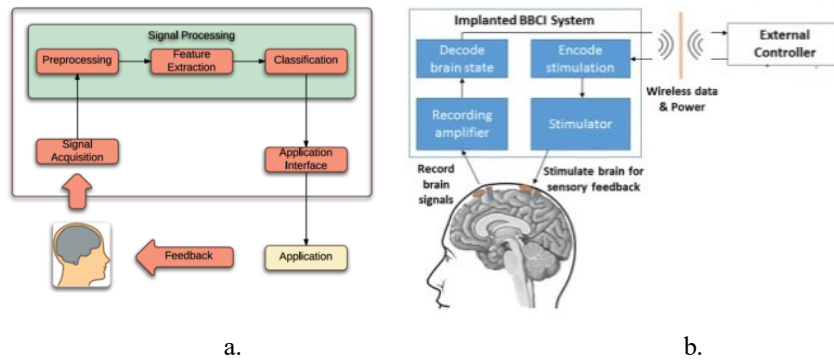 Signal Processing
Preprocessing
Feature
Extraction
Classification
Signal
Acquisition
Application
Interface
Feedback
Application
a.
Implanted BBCI System
Decode
brain state
Encode
stimulation
Recording
amplifier
Stimulator
External
Controller
Wireless data
& Power
Record
brain
signals
Stimulate brain for
sensory feedback
b.